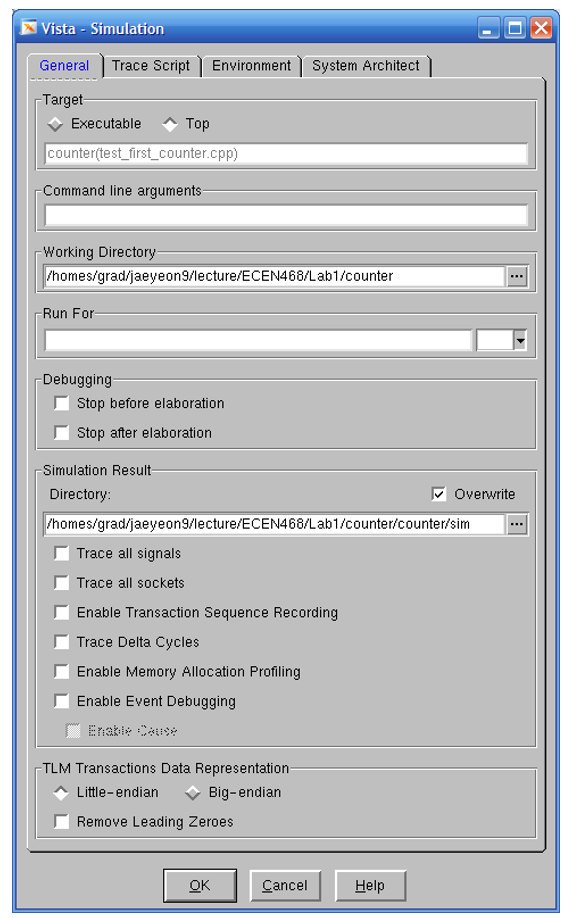 Vista - Simulation
General Trace Script Environment System Architect
Target
Executable Top
counter(test_first_counter.cpp)
Command line arguments
Working Directory
/homes/grad/jaeyeon9/lecture/ECEN468/Lab1/counter ...
Run For
Debugging
Stop before elaboration
Stop after elaboration
Simulation Result
Directory: Overwrite
/homes/grad/jaeyeon9/lecture/ECEN468/Lab1/counter/counter/sim ...
Trace all signals
Trace all sockets
Enable Transaction Sequence Recording
Trace Delta Cycles
Enable Memory Allocation Profiling
Enable Event Debugging
Enable Cause
TLM Transactions Data Representation
Little-endian Big-endian
Remove Leading Zeroes
OK Cancel Help